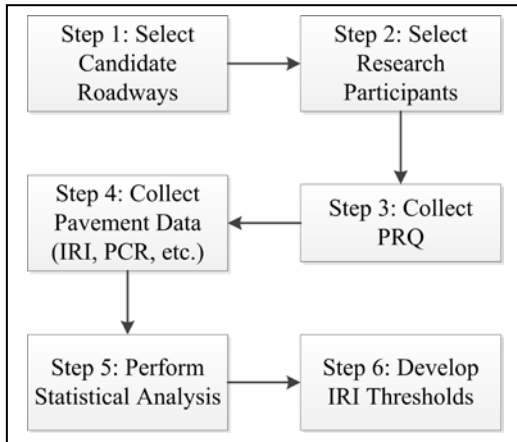 Step 1: Select
Candidate
Roadways
Step 2: Select
Research
Participants
Step 3: Collect
PRQ
Step 4: Collect
Pavement Data
(IRI, PCR, etc.)
Step 5: Perform
Statistical Analysis
Step 6: Develop
IRI Thresholds